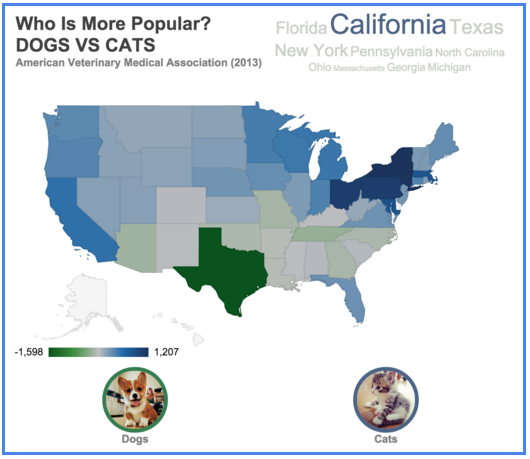 Who Is More Popular?
DOGS VS CATS
American Veterinary Medical Association (2013)
Florida California Texas
New York Pennsylvania North Carolina
Ohio Massachusetts Georgia Michigan
-1,598 1,207
Dogs Cats